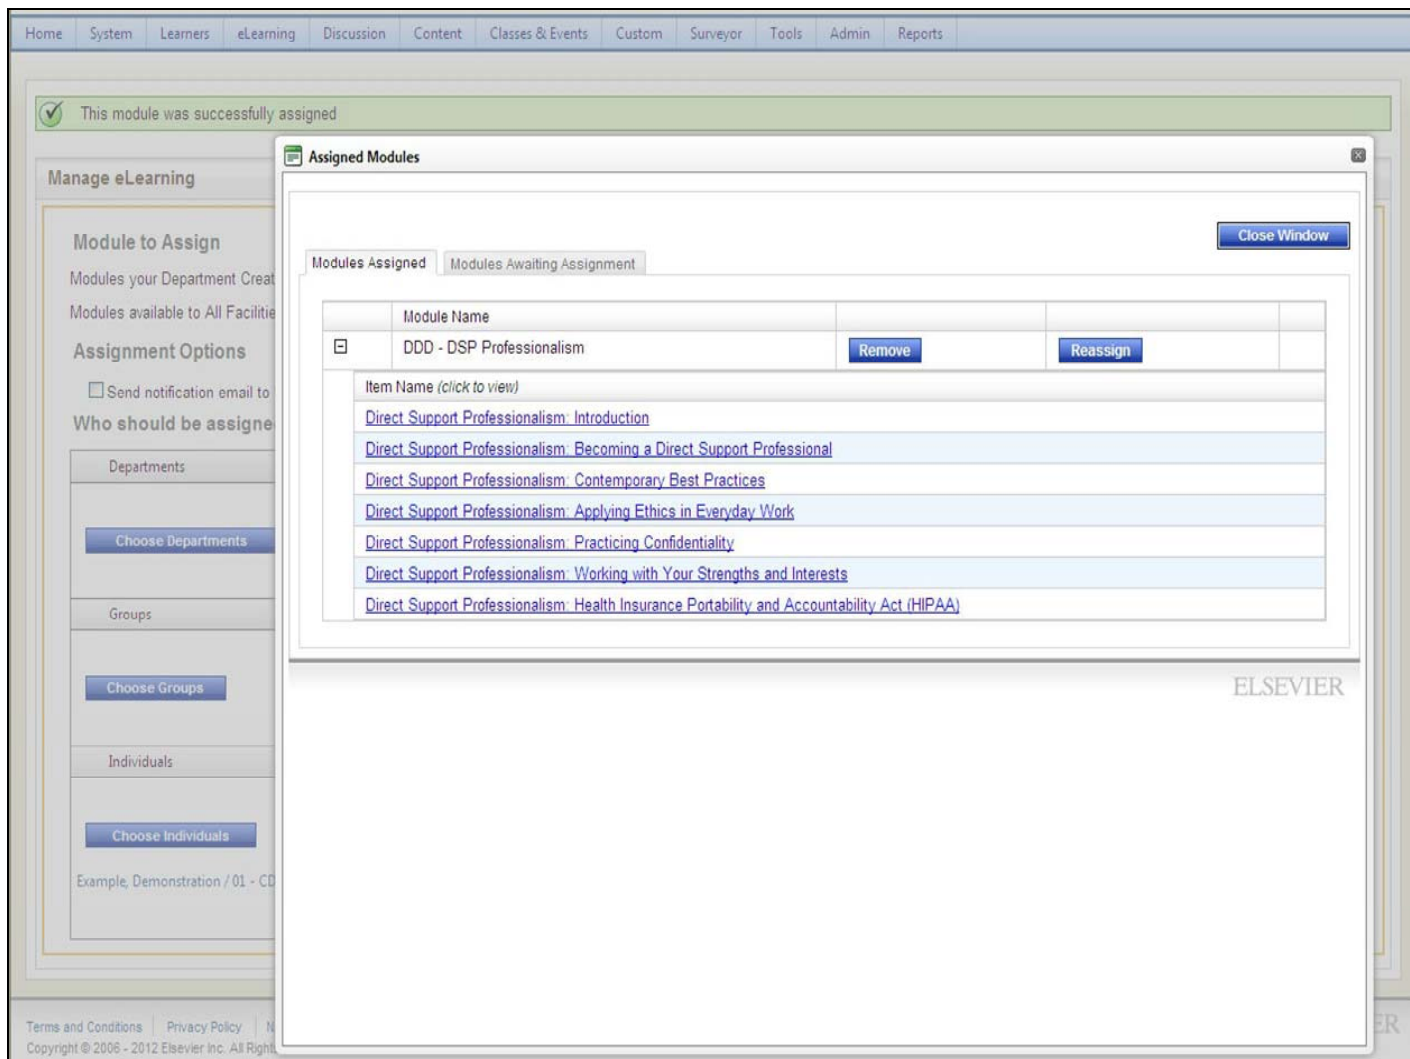 Home System Learners eLearning Discussion Content Classes & Events Custom Surveyor Tools Admin Reports
This module was successfully assigned
Assigned Modules
Manage eLearning
Close Window
Module to Assign
Modules Assigned Modules Awaiting Assignment
Modules your Department Creat
Modules available to All Facilitie
Module Name
DDD - DSP Professionalism Remove Reassign
Assignment Options
Item Name (click to view)
Send notification email to
Direct Support Professionalism: Introduction
Who should be assigne
Direct Support Professionalism: Becoming a Direct Support Professional
Departments
Direct Support Professionalism: Contemporary Best Practices
Direct Support Professionalism: Applying Ethics in Everyday Work
Choose Departments
Direct Support Professionalism: Practicing Confidentiality
Direct Support Professionalism: Working with Your Strengths and Interests
Direct Support Professionalism: Health Insurance Portability and Accountability Act (HIPAA)
Groups
Choose Groups
ELSEVIER
Individuals
Choose Individuals
Example, Demonstration / 01 - CD
Terms and Conditions Privacy Policy N
ER
Copyright © 2006 - 2012 Elsevier Inc. All Right